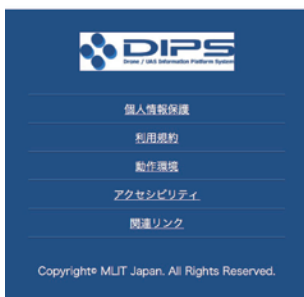 DIPS
Drone / UAS Information Platform System
個人情報保護
利用規約
動作環境
アクセシビリティ
関連リンク
Copyright© MLIT Japan. All Rights Reserved.